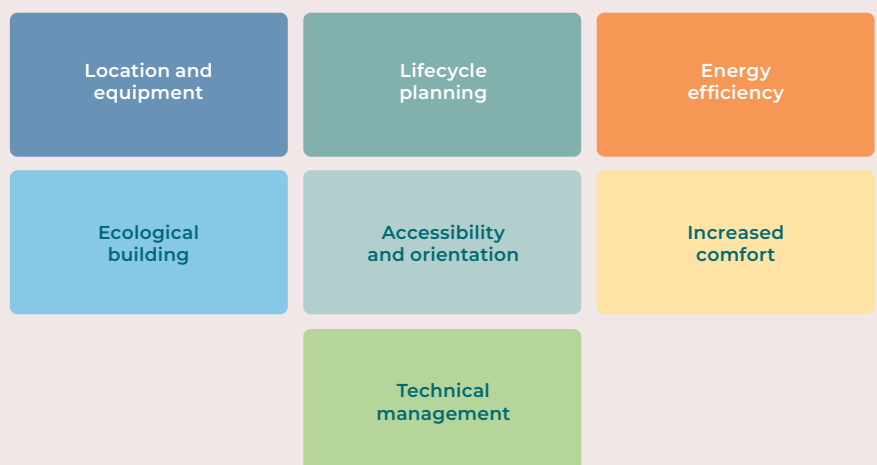 Location and
equipment
Lifecycle
planning
Energy
efficiency
Ecological
building
Accessibility
and orientation
Increased
comfort
Technical
management